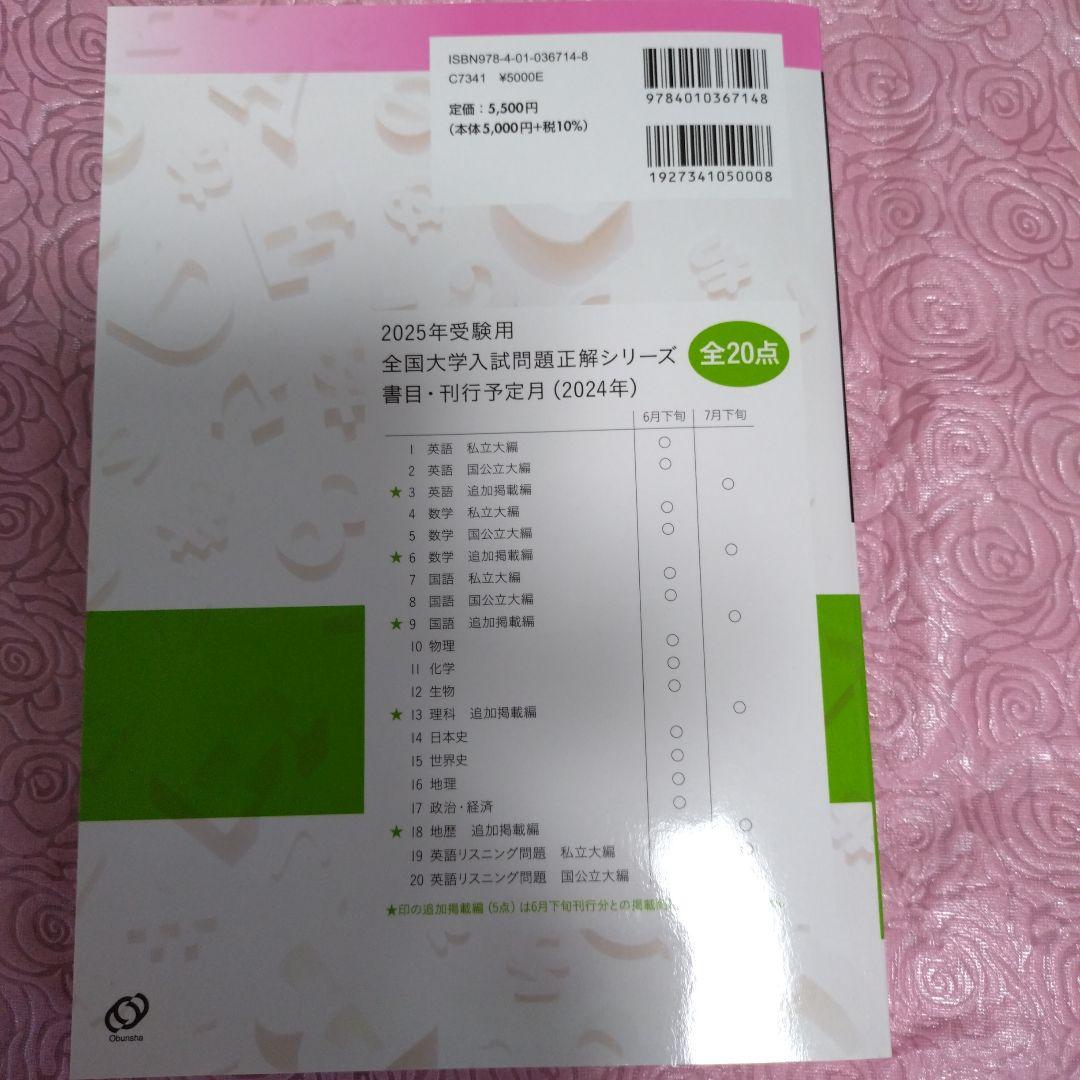 ISBN978-4-01-036714-8
C7341 ¥5000E
定価：5,500円
（本体5,000円+税10%）
9784010367148
1927341050008
2025年受験用
全国大学入試問題正解シリーズ
書目・刊行予定月（2024年）
全20点
6月下旬 7月下旬
1 英語 私立大編 ○
2 英語 国公立大編 ○
★ 3 英語 追加掲載編 ○
4 数学 私立大編 ○
5 数学 国公立大編 ○
★ 6 数学 追加掲載編 ○
7 国語 私立大編 ○
8 国語 国公立大編 ○
★ 9 国語 追加掲載編 ○
10 物理 ○
11 化学 ○
12 生物 ○
★ 13 理科 追加掲載編 ○
14 日本史 ○
15 世界史 ○
16 地理 ○
17 政治・経済 ○
★ 18 地歴 追加掲載編 ○
19 英語リスニング問題 私立大編
20 英語リスニング問題 国公立大編
★印の追加掲載編（5点）は6月下旬刊行分との掲載
Obunsha